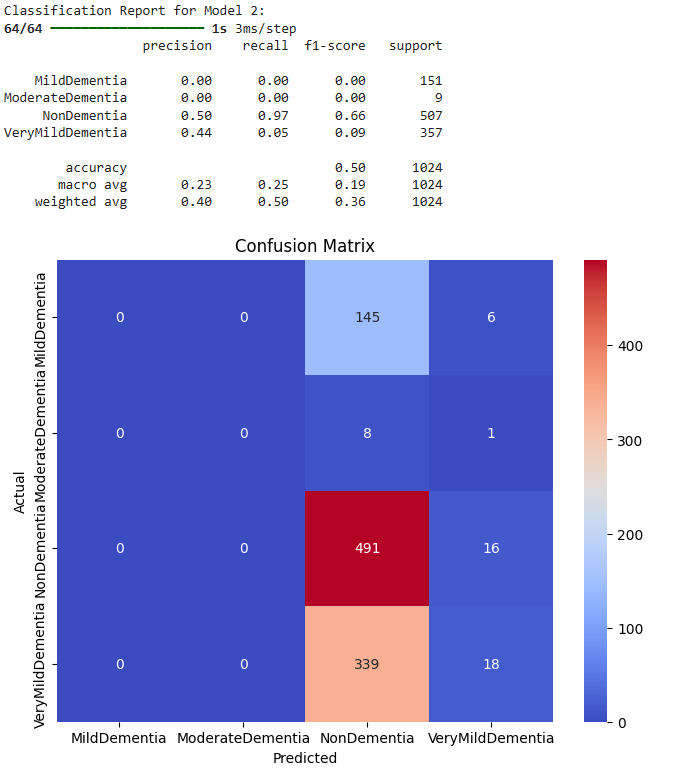 Classification Report for Model 2:
64/64 ━━━━━━━━━━━━━━━━━━━━ 1s 3ms/step
precision recall f1-score support
MildDementia 0.00 0.00 0.00 151
ModerateDementia 0.00 0.00 0.00 9
NonDementia 0.50 0.97 0.66 507
VeryMildDementia 0.44 0.05 0.09 357
accuracy 0.50 1024
macro avg 0.23 0.25 0.19 1024
weighted avg 0.40 0.50 0.36 1024
Confusion Matrix
Actual
MildDementia
0 0 145 6
ModerateDementia
0 0 8 1
NonDementia
0 0 491 16
VeryMildDementia
0 0 339 18
MildDementia ModerateDementia NonDementia VeryMildDementia
Predicted
400
300
200
100
0